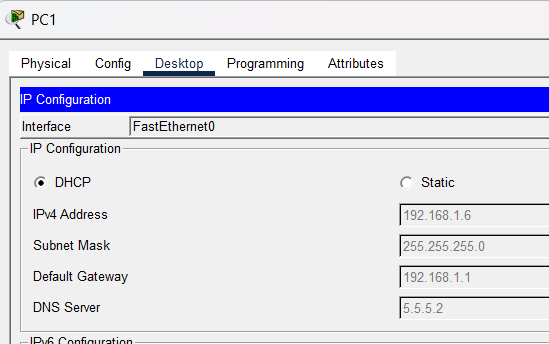 PC1
Physical Config Desktop Programming Attributes
IP Configuration
Interface FastEthernet0
IP Configuration
DHCP Static
IPv4 Address 192.168.1.6
Subnet Mask 255.255.255.0
Default Gateway 192.168.1.1
DNS Server 5.5.5.2
IPv6 Configuration